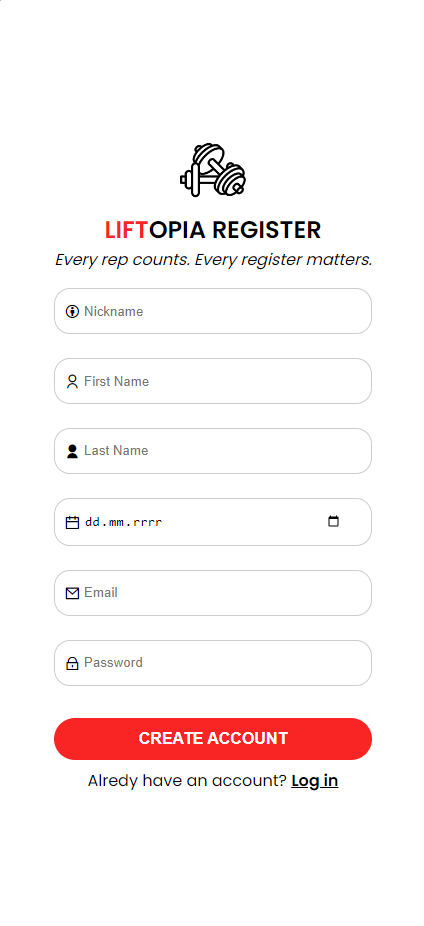 LIFTOPIA REGISTER
Every rep counts. Every register matters.
Nickname
First Name
Last Name
dd.mm.rrrr
Email
Password
CREATE ACCOUNT
Alredy have an account? Log in